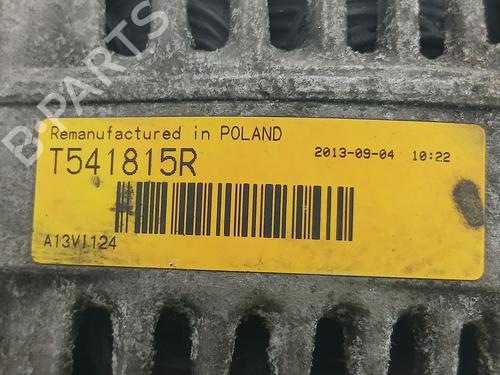 B-PARTS
Remanufactured in POLAND
T541815R
2013-09-04 10:22
A13VI124